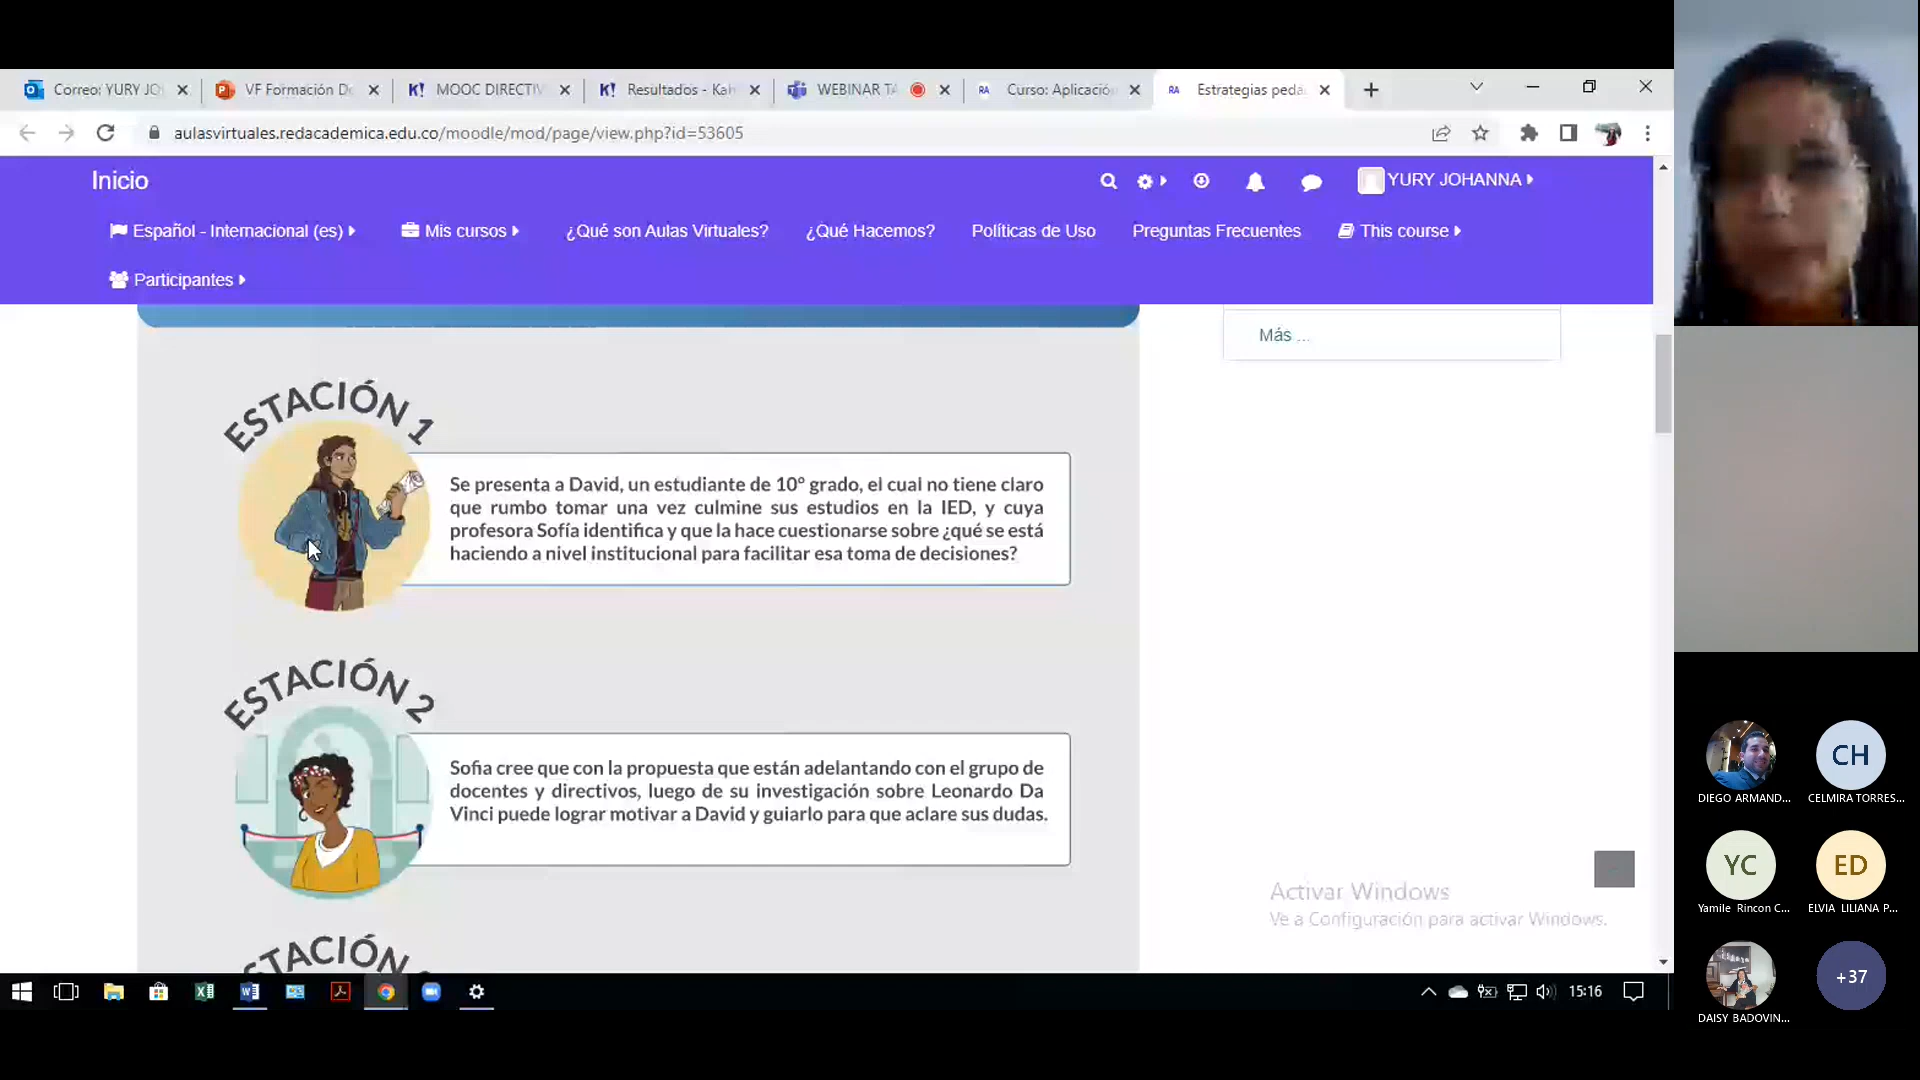 Correo: YURY JO
VF Formación De
MOOC DIRECTIV
Resultados - Kah
WEBINAR TA
Curso: Aplicació
Estrategias peda
aulasvirtuales.redacademica.edu.co/moodle/mod/page/view.php?id=53605
Inicio
YURY JOHANNA
Español - Internacional (es)
Mis cursos
¿Qué son Aulas Virtuales?
¿Qué Hacemos?
Políticas de Uso
Preguntas Frecuentes
This course
Participantes
Más ...
ESTACIÓN 1
Se presenta a David, un estudiante de 10° grado, el cual no tiene claro
que rumbo tomar una vez culmine sus estudios en la IED, y cuya
profesora Sofía identifica y que la hace cuestionarse sobre ¿qué se está
haciendo a nivel institucional para facilitar esa toma de decisiones?
ESTACIÓN 2
Sofia cree que con la propuesta que están adelantando con el grupo de
docentes y directivos, luego de su investigación sobre Leonardo Da
Vinci puede lograr motivar a David y guiarlo para que aclare sus dudas.
ESTACIÓN
Activar Windows
Ve a Configuración para activar Windows.
15:16
DIEGO ARMAND...
CH
CELMIRA TORRES...
YC
Yamile Rincon C...
ED
ELVIA LILIANA P...
DAISY BADOVIN...
+37